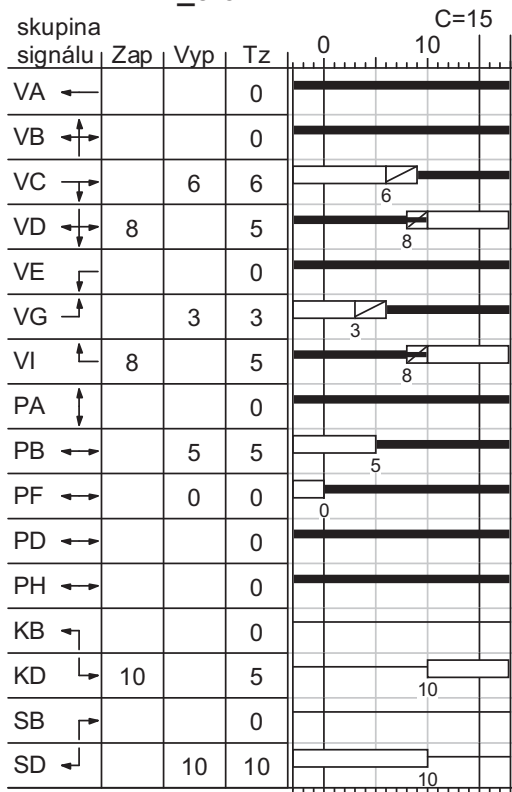 C=15
skupina
signálu Zap Vyp Tz 0 10
VA 0
VB 0
VC 6 6 6
VD 8 5 8
VE 0
VG 3 3 3
VI 8 5 8
PA 0
PB 5 5 5
PF 0 0 0
PD 0
PH 0
KB 0
KD 10 5 10
SB 0
SD 10 10 10